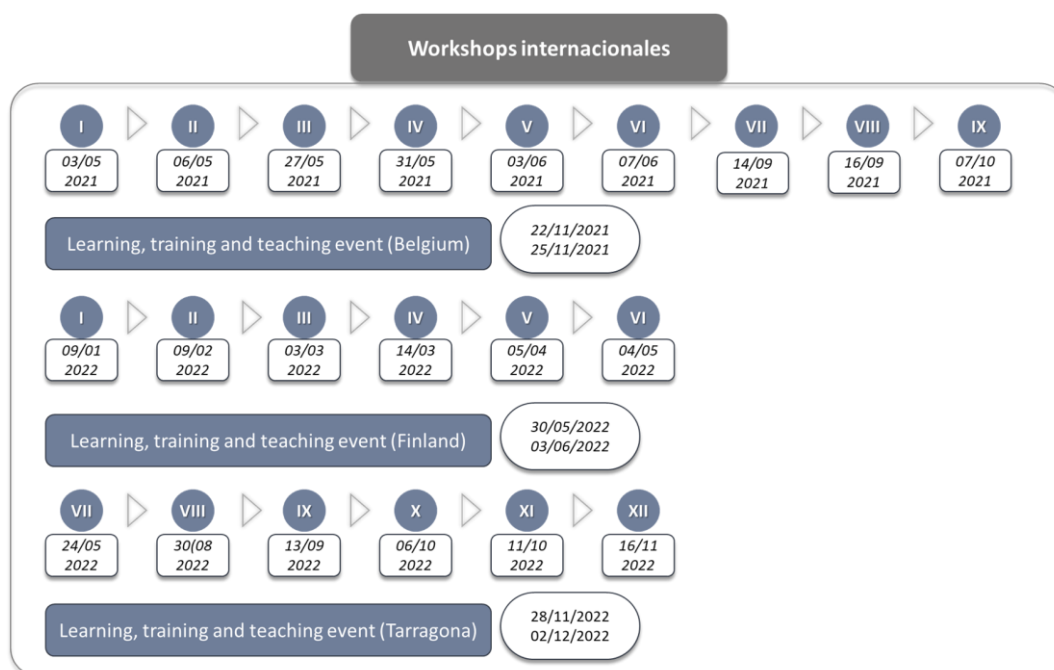 Workshops internacionales
I II III IV V VI VII VIII IX
03/05 06/05 27/05 31/05 03/06 07/06 14/09 16/09 07/10
2021 2021 2021 2021 2021 2021 2021 2021 2021
Learning, training and teaching event (Belgium)
22/11/2021
25/11/2021
I II III IV V VI
09/01 09/02 03/03 14/03 05/04 04/05
2022 2022 2022 2022 2022 2022
Learning, training and teaching event (Finland)
30/05/2022
03/06/2022
VII VIII IX X XI XII
24/05 30(08 13/09 06/10 11/10 16/11
2022 2022 2022 2022 2022 2022
Learning, training and teaching event (Tarragona)
28/11/2022
02/12/2022